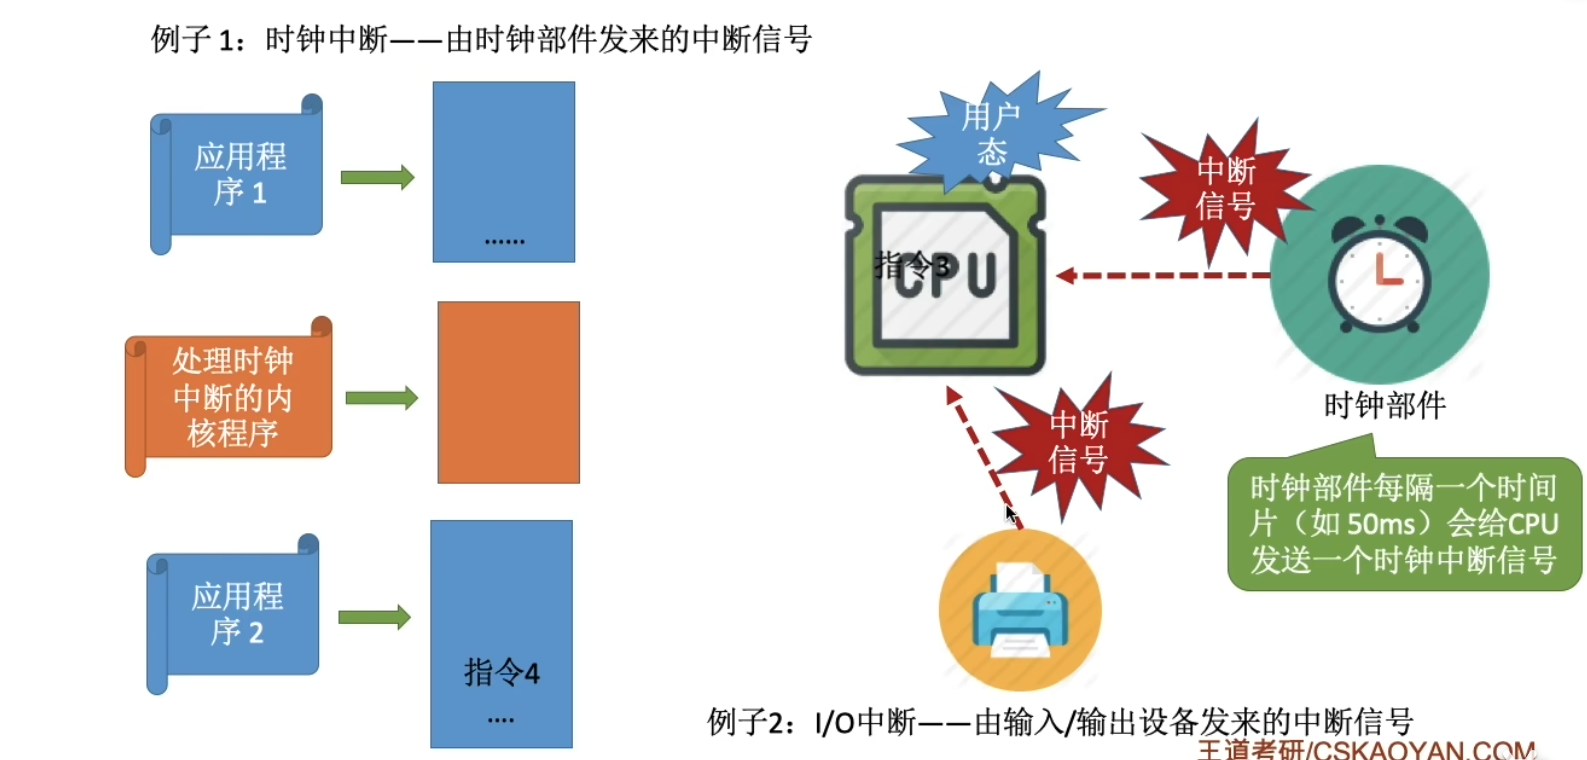 例子 1：时钟中断——由时钟部件发来的中断信号
应用程
序 1
......
处理时钟
中断的内
核程序
应用程
序 2
指令4
....
用户
态
指令3
CPU
中断
信号
时钟部件
中断
信号
时钟部件每隔一个时间
片（如 50ms）会给CPU
发送一个时钟中断信号
例子2：I/O中断——由输入/输出设备发来的中断信号
王道考研/CSKAOYAN.COM